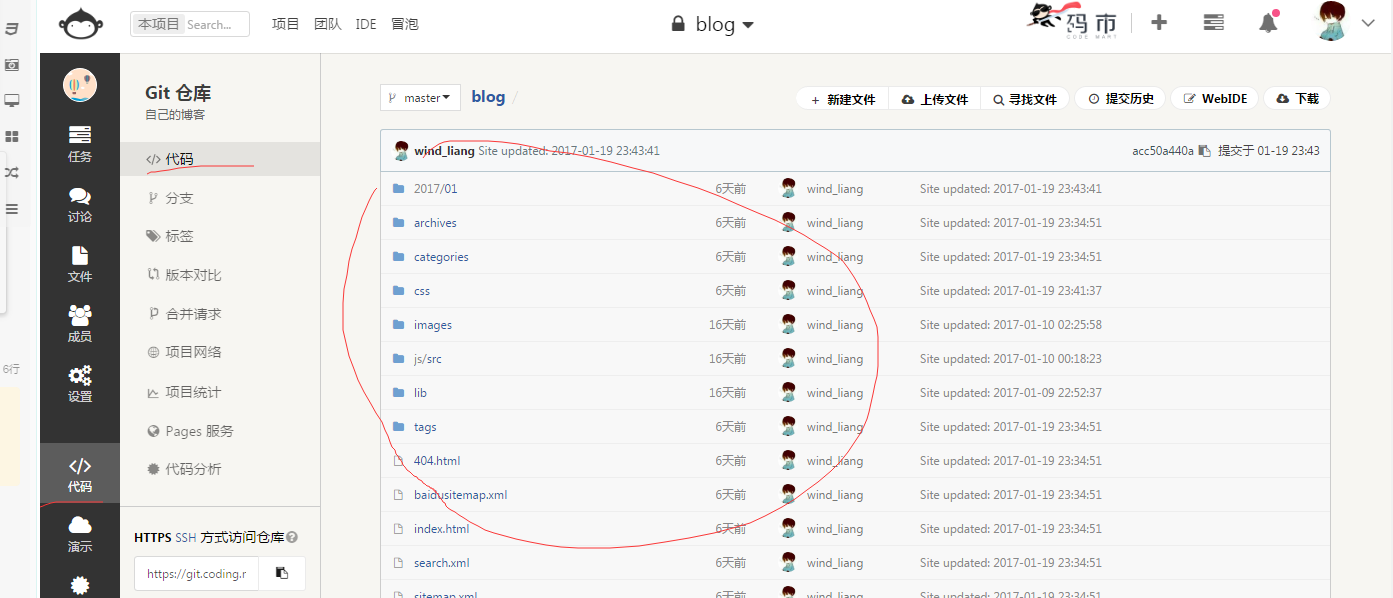 本项目 Search...
项目 团队 IDE 冒泡
blog
码市
CODE MART
任务
讨论
文件
成员
设置
代码
演示
6行
Git 仓库
自己的博客
</> 代码
分支
标签
版本对比
合并请求
项目网络
项目统计
Pages 服务
代码分析
HTTPS SSH 方式访问仓库
https://git.coding.r
master blog /
+ 新建文件 上传文件 寻找文件 提交历史 WebIDE 下载
wind_liang Site updated: 2017-01-19 23:43:41 acc50a440a 提交于 01-19 23:43
2017/01 6天前 wind_liang Site updated: 2017-01-19 23:43:41
archives 6天前 wind_liang Site updated: 2017-01-19 23:34:51
categories 6天前 wind_liang Site updated: 2017-01-19 23:34:51
css 6天前 wind_liang Site updated: 2017-01-19 23:41:37
images 16天前 wind_liang Site updated: 2017-01-10 02:25:58
js/src 16天前 wind_liang Site updated: 2017-01-10 00:18:23
lib 16天前 wind_liang Site updated: 2017-01-09 22:52:37
tags 6天前 wind_liang Site updated: 2017-01-19 23:34:51
404.html 6天前 wind_liang Site updated: 2017-01-19 23:34:51
baidusitemap.xml 6天前 wind_liang Site updated: 2017-01-19 23:34:51
index.html 6天前 wind_liang Site updated: 2017-01-19 23:34:51
search.xml 6天前 wind_liang Site updated: 2017-01-19 23:34:51
sitemap.xml 6天前 wind_liang Site updated: 2017-01-19 23:34:51